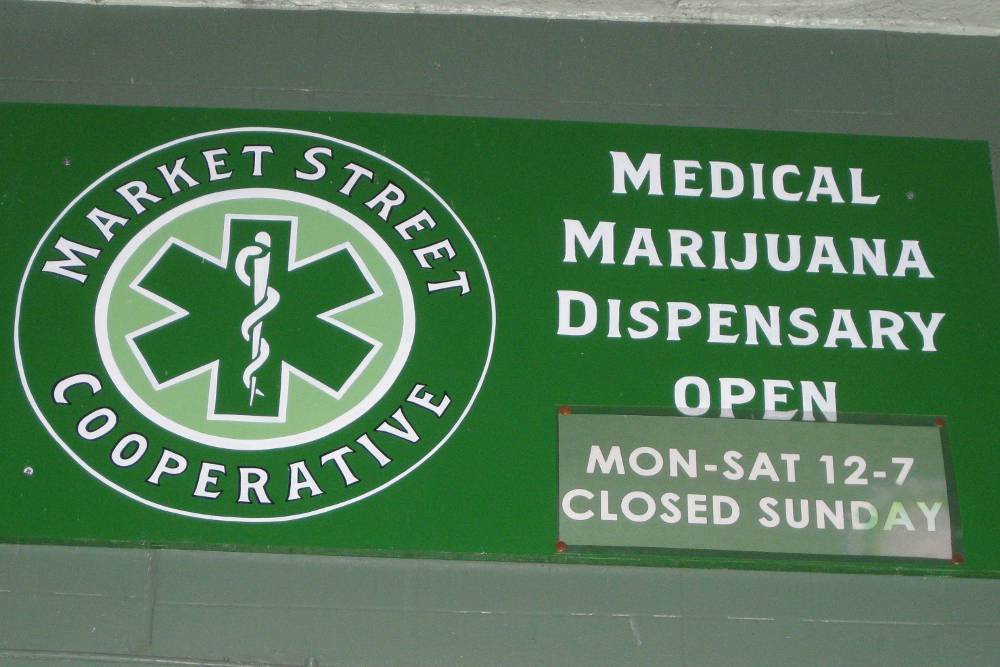 MARKET STREET
COOPERATIVE
MEDICAL
MARIJUANA
DISPENSARY
OPEN
MON-SAT 12-7
CLOSED SUNDAY